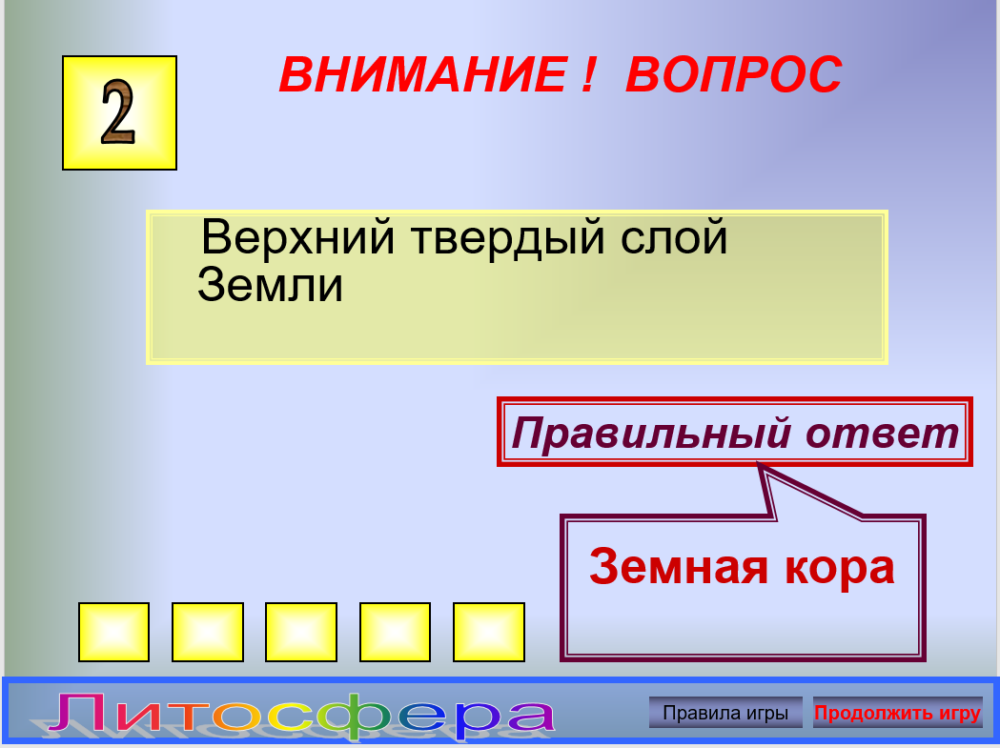 2
ВНИМАНИЕ ! ВОПРОС
Верхний твердый слой
Земли
Правильный ответ
Земная кора
Литосфера
Правила игры
Продолжить игру